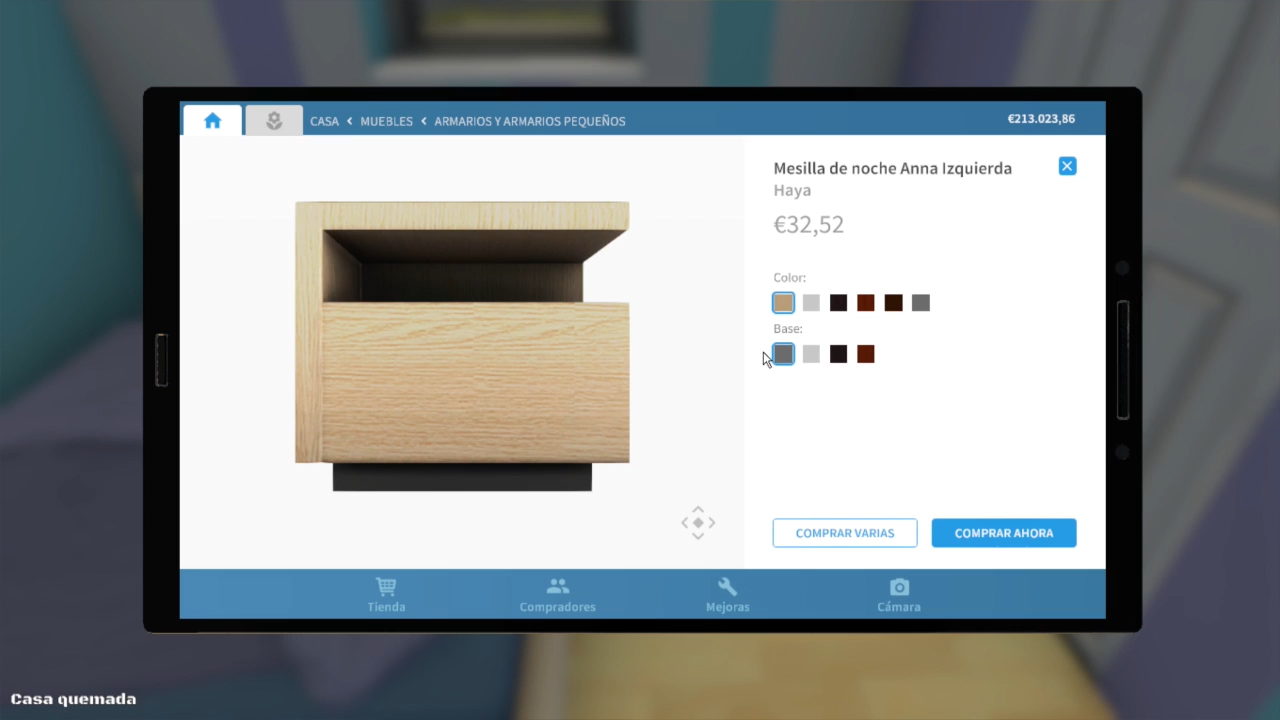 CASA < MUEBLES < ARMARIOS Y ARMARIOS PEQUEÑOS
€213.023,86
Mesilla de noche Anna Izquierda
Haya
€32,52
Color:
Base:
COMPRAR VARIAS
COMPRAR AHORA
Tienda
Compradores
Mejoras
Cámara
Casa quemada